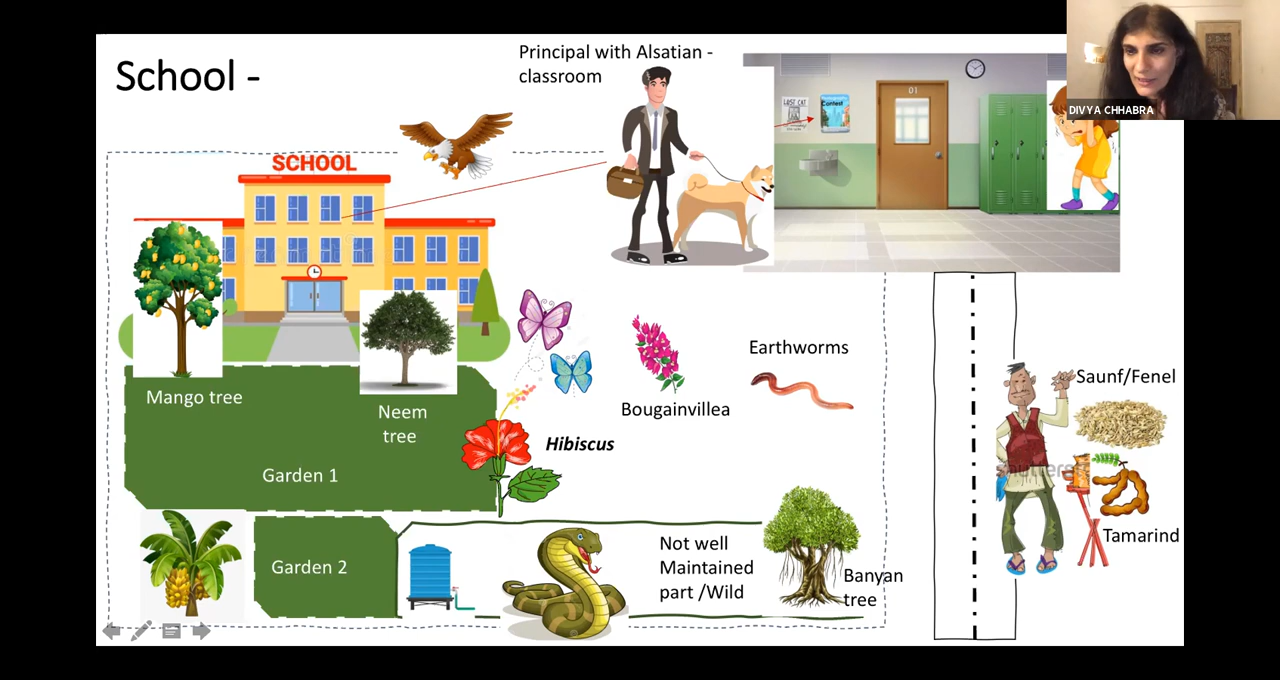 School -
Principal with Alsatian -
classroom
DIVYA CHHABRA
01
LOST CAT
Contest
SCHOOL
Earthworms
Saunf/Fenel
Mango tree
Neem
tree
Bougainvillea
Hibiscus
Garden 1
Tamarind
Garden 2
Not well
Maintained
part /Wild
Banyan
tree